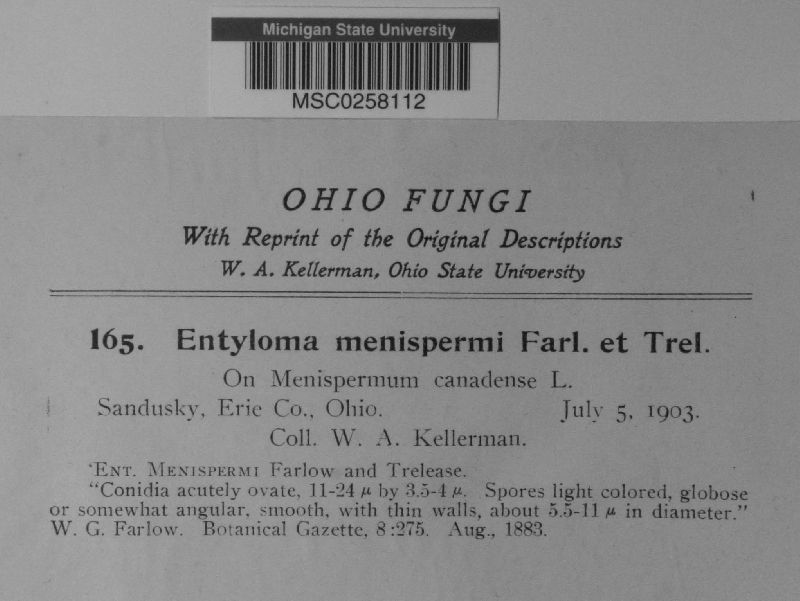 Michigan State University
MSC0258112
OHIO FUNGI
With Reprint of the Original Descriptions
W. A. Kellerman, Ohio State University
165. Entyloma menispermi Farl. et Trel.
On Menispermum canadense L.
Sandusky, Erie Co., Ohio. July 5, 1903.
Coll. W. A. Kellerman.
'ENT. MENISPERMI Farlow and Trelease.
"Conidia acutely ovate, 11-24 μ by 3.5-4 μ. Spores light colored, globose
or somewhat angular, smooth, with thin walls, about 5.5-11 μ in diameter."
W. G. Farlow. Botanical Gazette, 8:275. Aug., 1883.